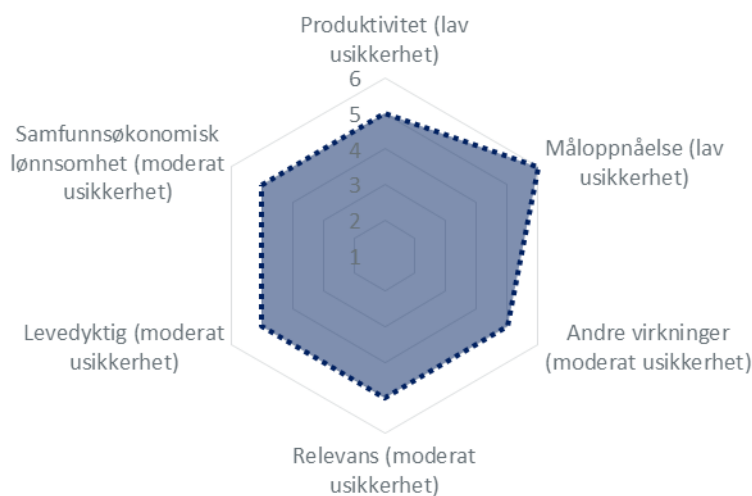 Produktivitet (lav
usikkerhet)
6
5
4
3
2
1
Måloppnåelse (lav
usikkerhet)
Andre virkninger
(moderat usikkerhet)
Relevans (moderat
usikkerhet)
Levedyktig (moderat
usikkerhet)
Samfunnsøkonomisk
lønnsomhet (moderat
usikkerhet)